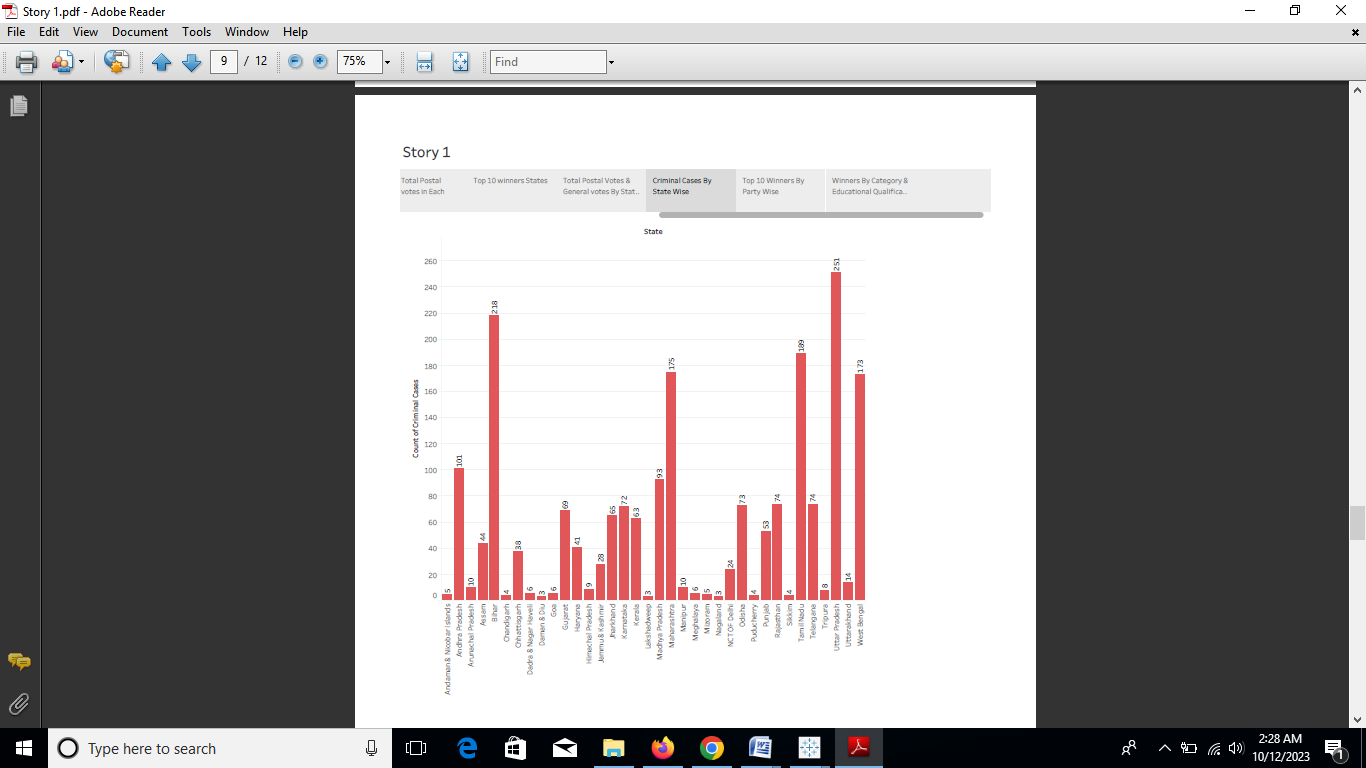 Story 1.pdf - Adobe Reader
File Edit View Document Tools Window Help
9 / 12 75% Find
Story 1
Total Postal
votes in Each
Top 10 winners States
Total Postal Votes &
General votes By Stat..
Criminal Cases By
State Wise
Top 10 Winners By
Party Wise
Winners By Category &
Educational Qualifica..
State
Count of Criminal Cases
260
240
220
200
180
160
140
120
100
80
60
40
20
0
5
101
10
44
218
4
38
6
3
6
69
41
9
28
65
72
63
3
93
175
10
6
5
3
24
73
4
53
74
4
189
74
8
251
14
173
Andaman & Nicobar Islands
Andhra Pradesh
Arunachal Pradesh
Assam
Bihar
Chandigarh
Chhattisgarh
Dadra & Nagar Haveli
Daman & Diu
Goa
Gujarat
Haryana
Himachal Pradesh
Jammu & Kashmir
Jharkhand
Karnataka
Kerala
Lakshadweep
Madhya Pradesh
Maharashtra
Manipur
Meghalaya
Mizoram
Nagaland
NCT OF Delhi
Odisha
Puducherry
Punjab
Rajasthan
Sikkim
Tamil Nadu
Telangana
Tripura
Uttar Pradesh
Uttarakhand
West Bengal
Type here to search
2:28 AM
10/12/2023
1